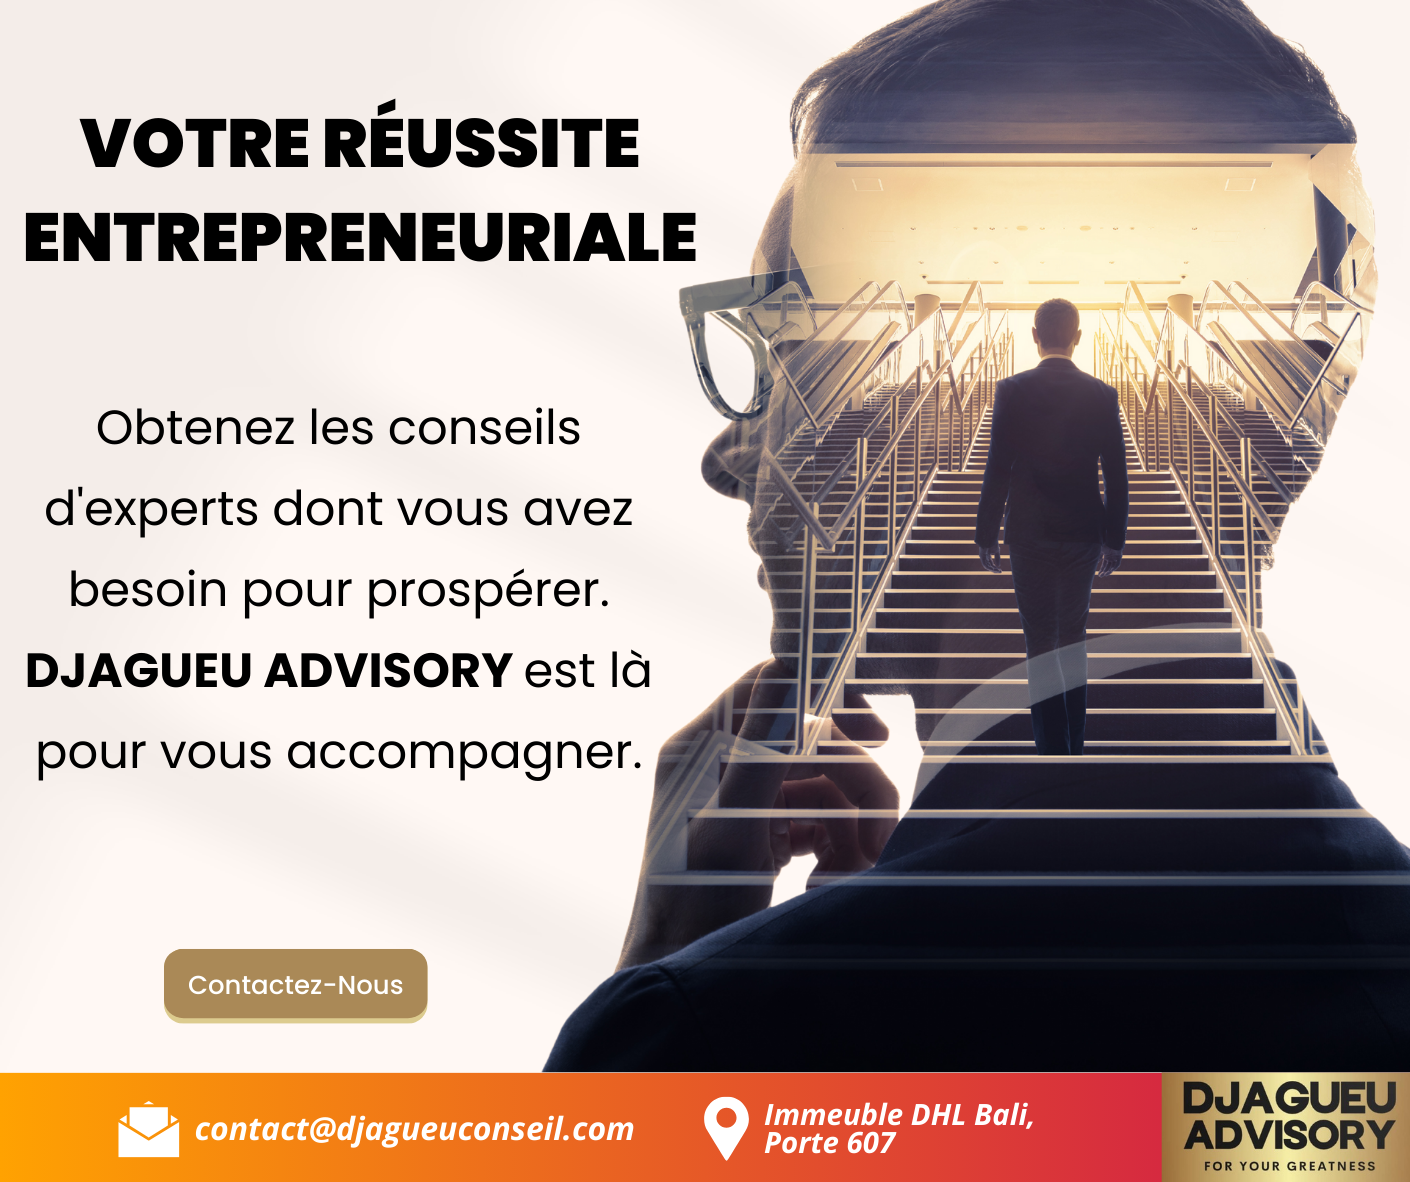 VOTRE RÉUSSITE
ENTREPRENEURIALE
Obtenez les conseils
d'experts dont vous avez
besoin pour prospérer.
DJAGUEU ADVISORY est là
pour vous accompagner.
Contactez-Nous
contact@djagueuconseil.com
Immeuble DHL Bali,
Porte 607
DJAGUEU
ADVISORY
FOR YOUR GREATNESS